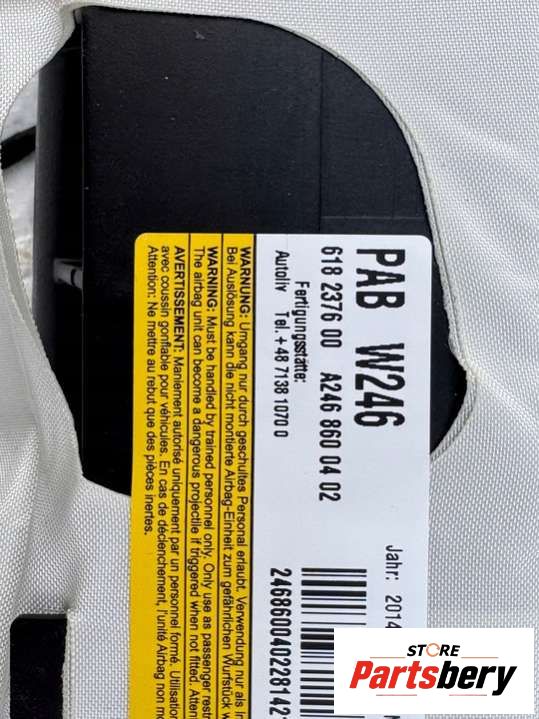 PAB W246
618 2376 00 A246 860 04 02
Fertigungsstätte:
Autoliv Tel. +48 7138 1070 0
Jahr: 2014
WARNUNG: Umgang nur durch geschultes Personal erlaubt. Verwendung nur als
Bei Auslösung kann die nicht montierte Airbag-Einheit zum gefährlichen Wurfstück
WARNING: Must be handled by trained personnel only. Only use as passenger
The airbag unit can become a dangerous projectile if triggered when not fitted.
AVERTISSEMENT: Maniement autorisé uniquement par un personnel formé.
avec coussin gonflable pour véhicules. En cas de déclenchement, l'unité Airbag non
Attention: Ne mettre au rebut que des pièces inertes.
STORE
Partsbery